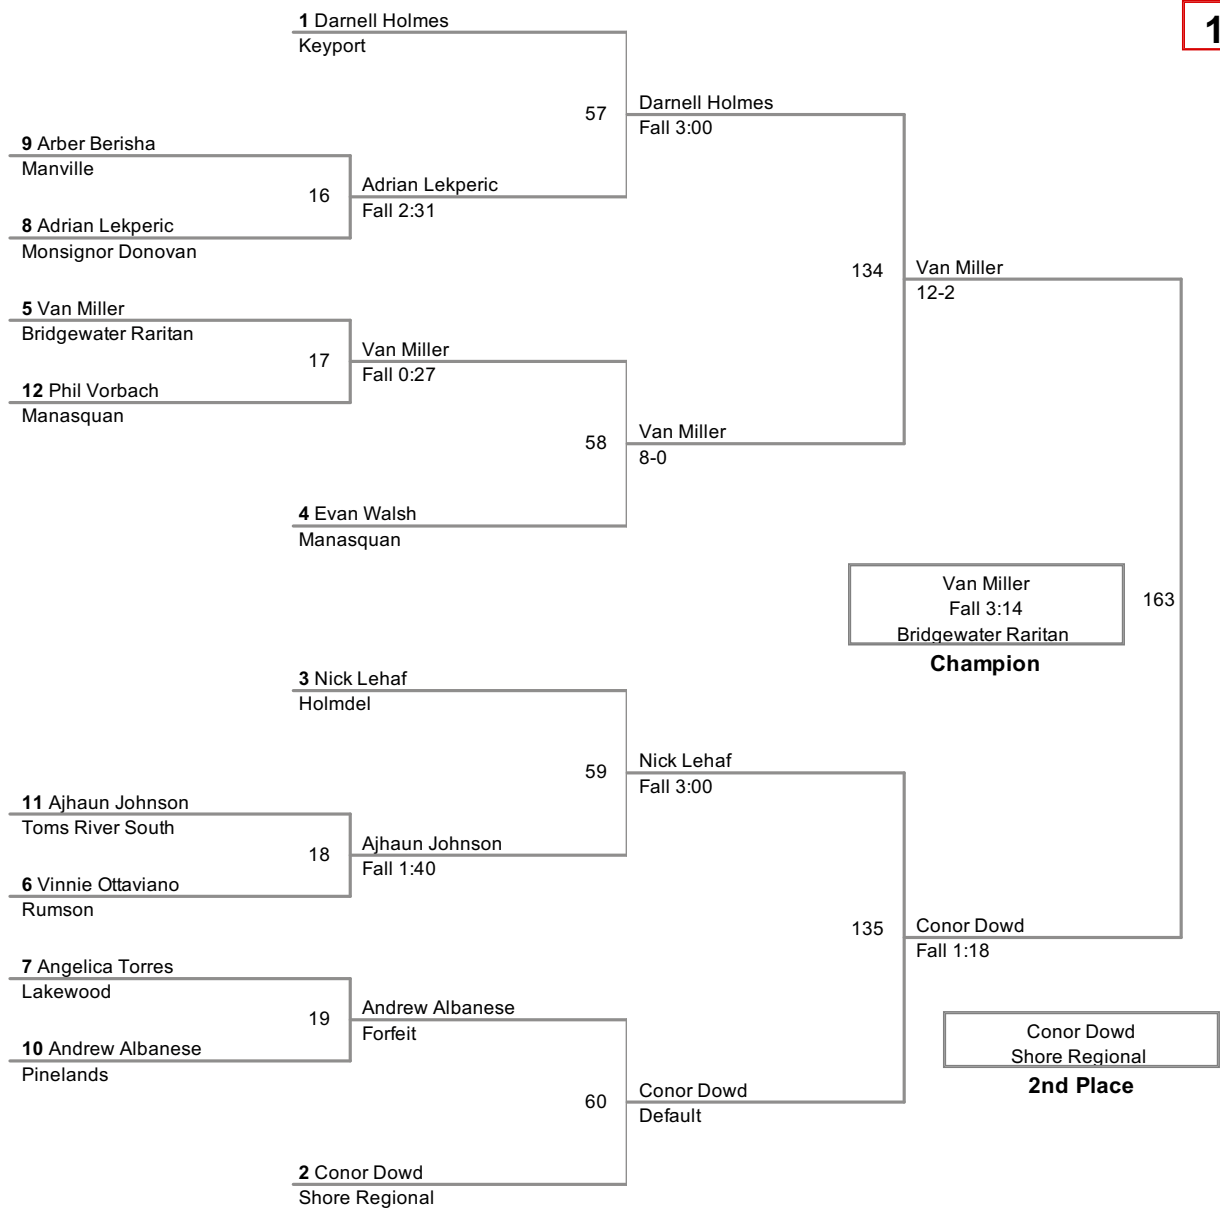 1 Darnell Holmes
Keyport
1
57
Darnell Holmes
Fall 3:00
9 Arber Berisha
Manville
16
Adrian Lekperic
Fall 2:31
8 Adrian Lekperic
Monsignor Donovan
134
Van Miller
12-2
5 Van Miller
Bridgewater Raritan
17
Van Miller
Fall 0:27
12 Phil Vorbach
Manasquan
58
Van Miller
8-0
4 Evan Walsh
Manasquan
Van Miller
Fall 3:14
Bridgewater Raritan
Champion
163
3 Nick Lehaf
Holmdel
59
Nick Lehaf
Fall 3:00
11 Ajhaun Johnson
Toms River South
18
Ajhaun Johnson
Fall 1:40
6 Vinnie Ottaviano
Rumson
135
Conor Dowd
Fall 1:18
7 Angelica Torres
Lakewood
19
Andrew Albanese
Forfeit
10 Andrew Albanese
Pinelands
Conor Dowd
Shore Regional
2nd Place
60
Conor Dowd
Default
2 Conor Dowd
Shore Regional